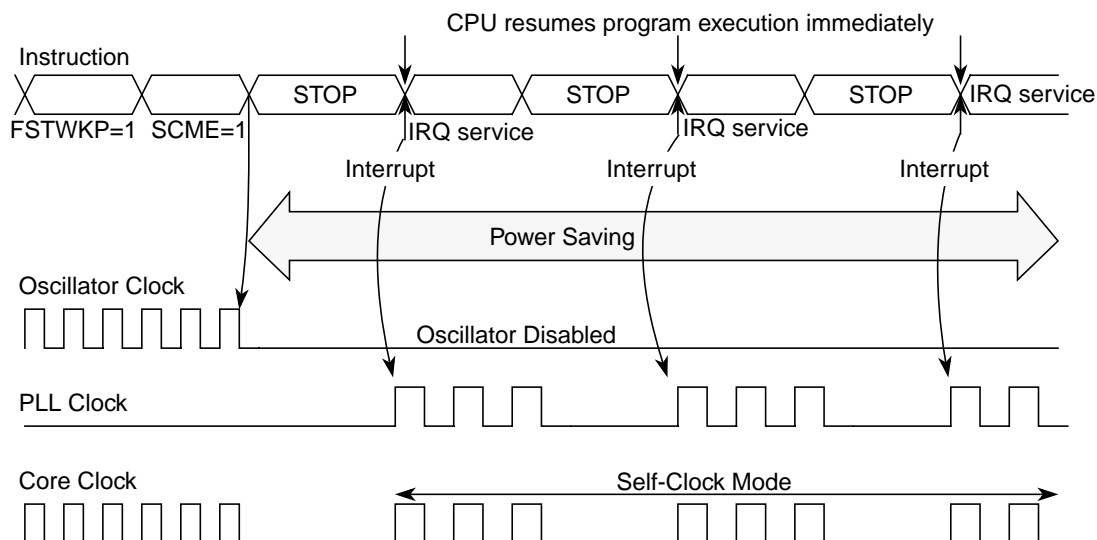 CPU resumes program execution immediately
Instruction
STOP
STOP
STOP
IRQ service
FSTWKP=1
SCME=1
IRQ service
IRQ service
Interrupt
Interrupt
Interrupt
Power Saving
Oscillator Clock
Oscillator Disabled
PLL Clock
Core Clock
Self-Clock Mode